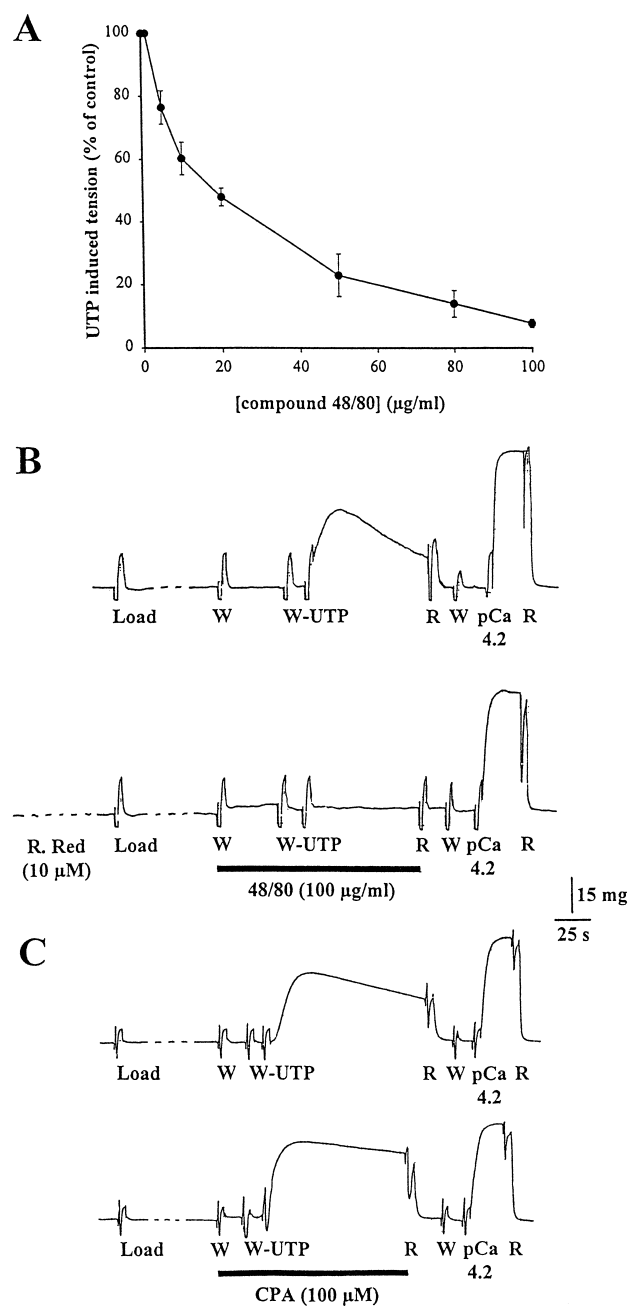 A
UTP induced tension (% of control)
100
80
60
40
20
0
0 20 40 60 80 100
[compound 48/80] (µg/ml)
B
Load W W-UTP R W pCa R
4.2
R. Red Load W W-UTP R W pCa R
(10 µM) 4.2
48/80 (100 µg/ml)
15 mg
25 s
C
Load W W-UTP R W pCa R
4.2
Load W W-UTP R W pCa R
4.2
CPA (100 µM)